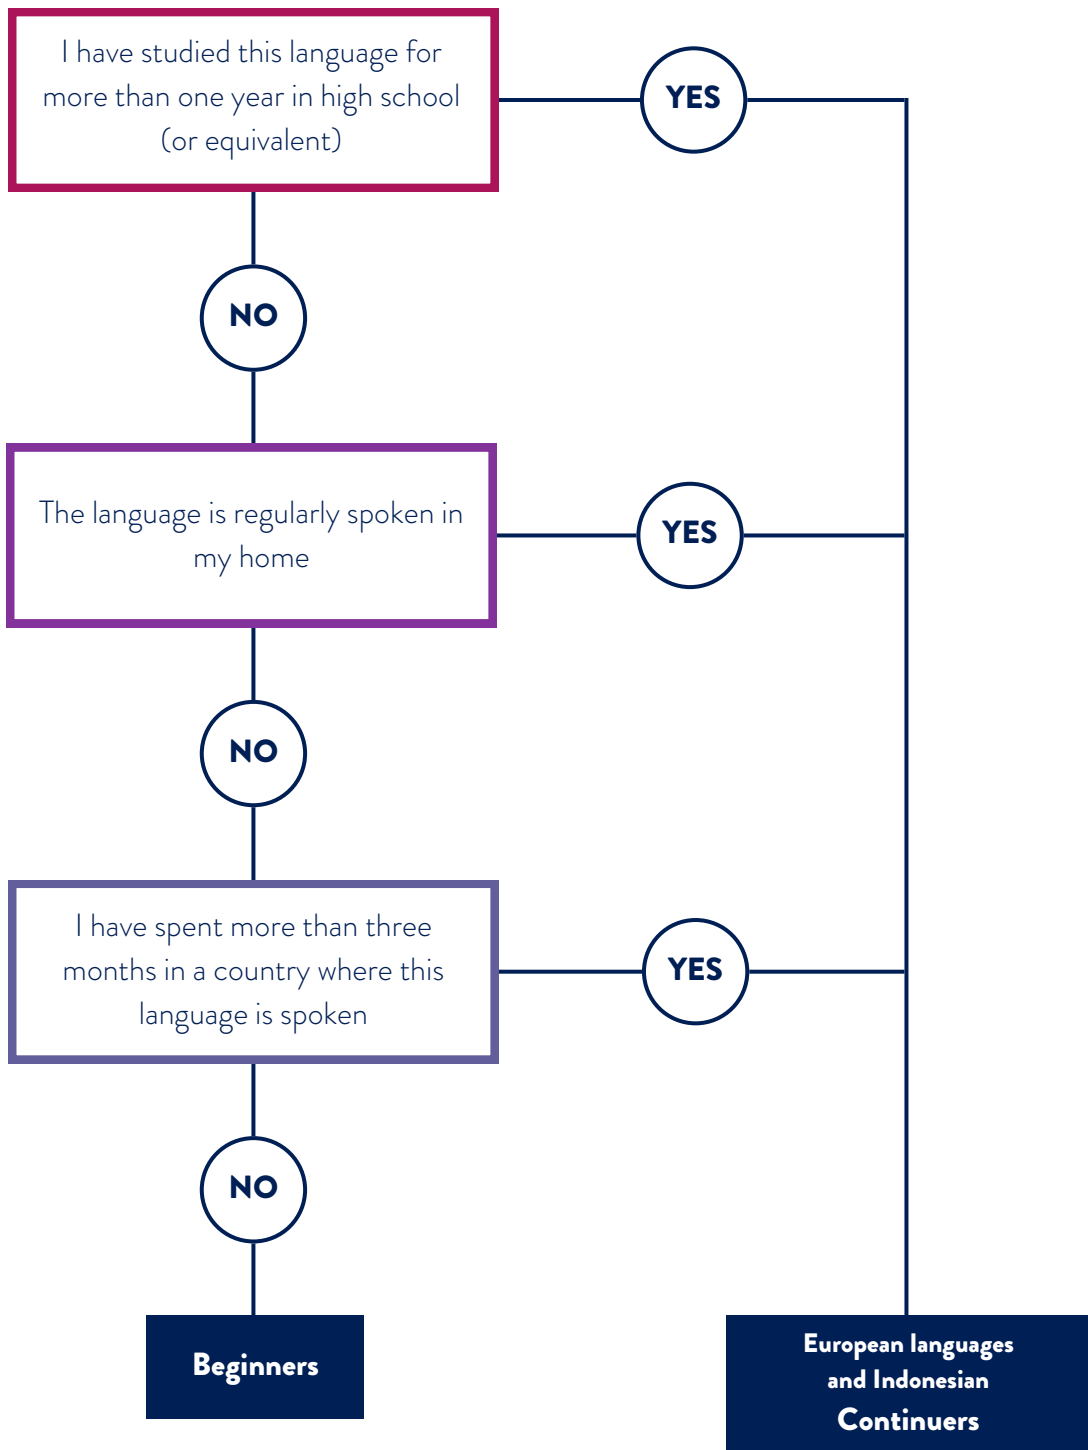 I have studied this language for
more than one year in high school
(or equivalent)
YES
NO
The language is regularly spoken in
my home
YES
NO
I have spent more than three
months in a country where this
language is spoken
YES
NO
Beginners
European languages
and Indonesian
Continuers